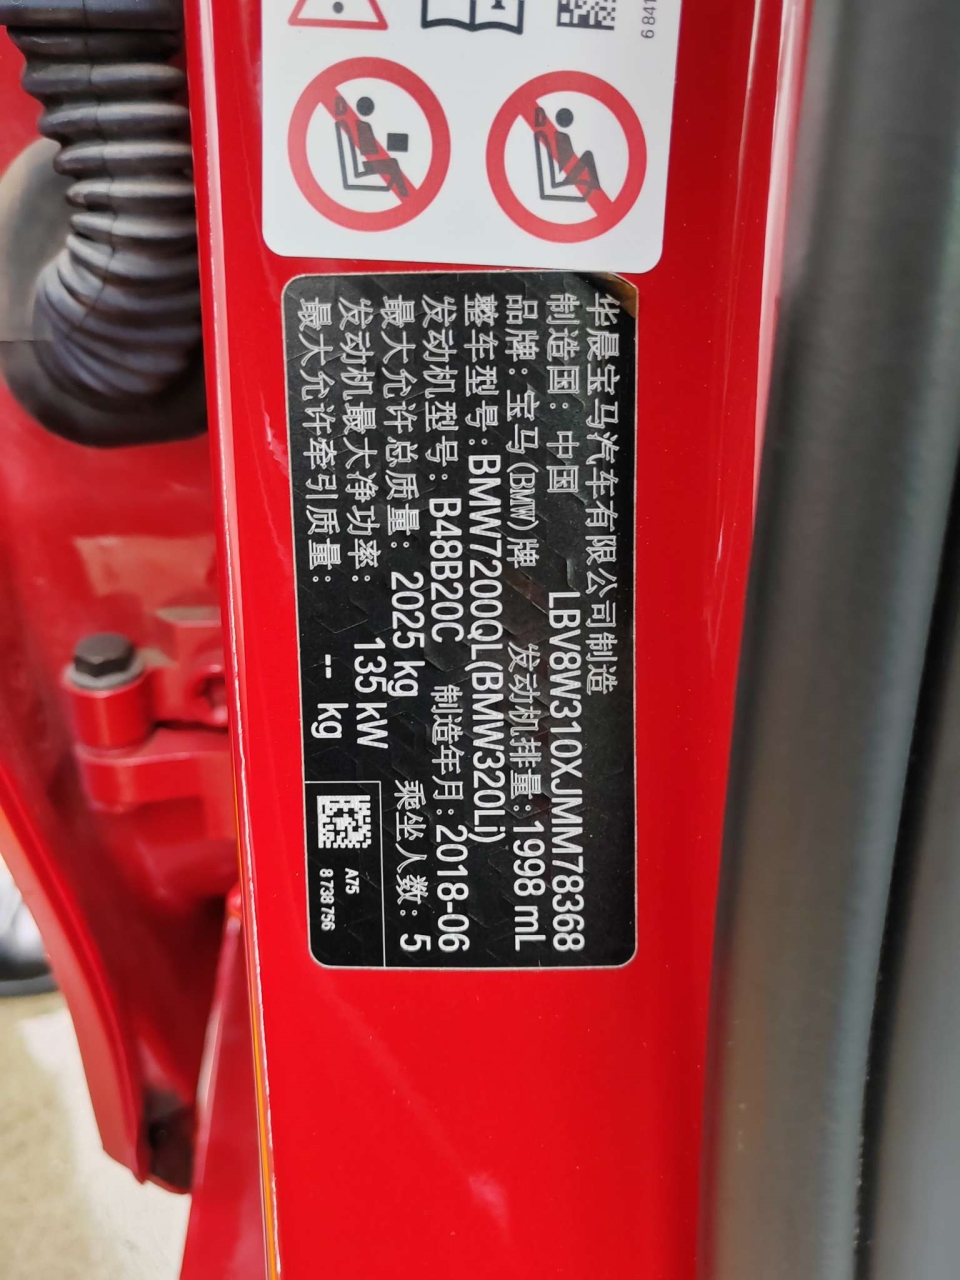 6 841
华晨宝马汽车有限公司制造
制造国：中国 LBV8W310XJMM78368
品牌：宝马(BMW)牌 发动机排量：1998 mL
整车型号：BMW7200QL(BMW320Li)
发动机型号：B48B20C 制造年月：2018-06
最大允许总质量：2025 kg 乘坐人数：5
发动机最大净功率：135 kW
最大允许牵引质量：-- kg
A75
8 738 756